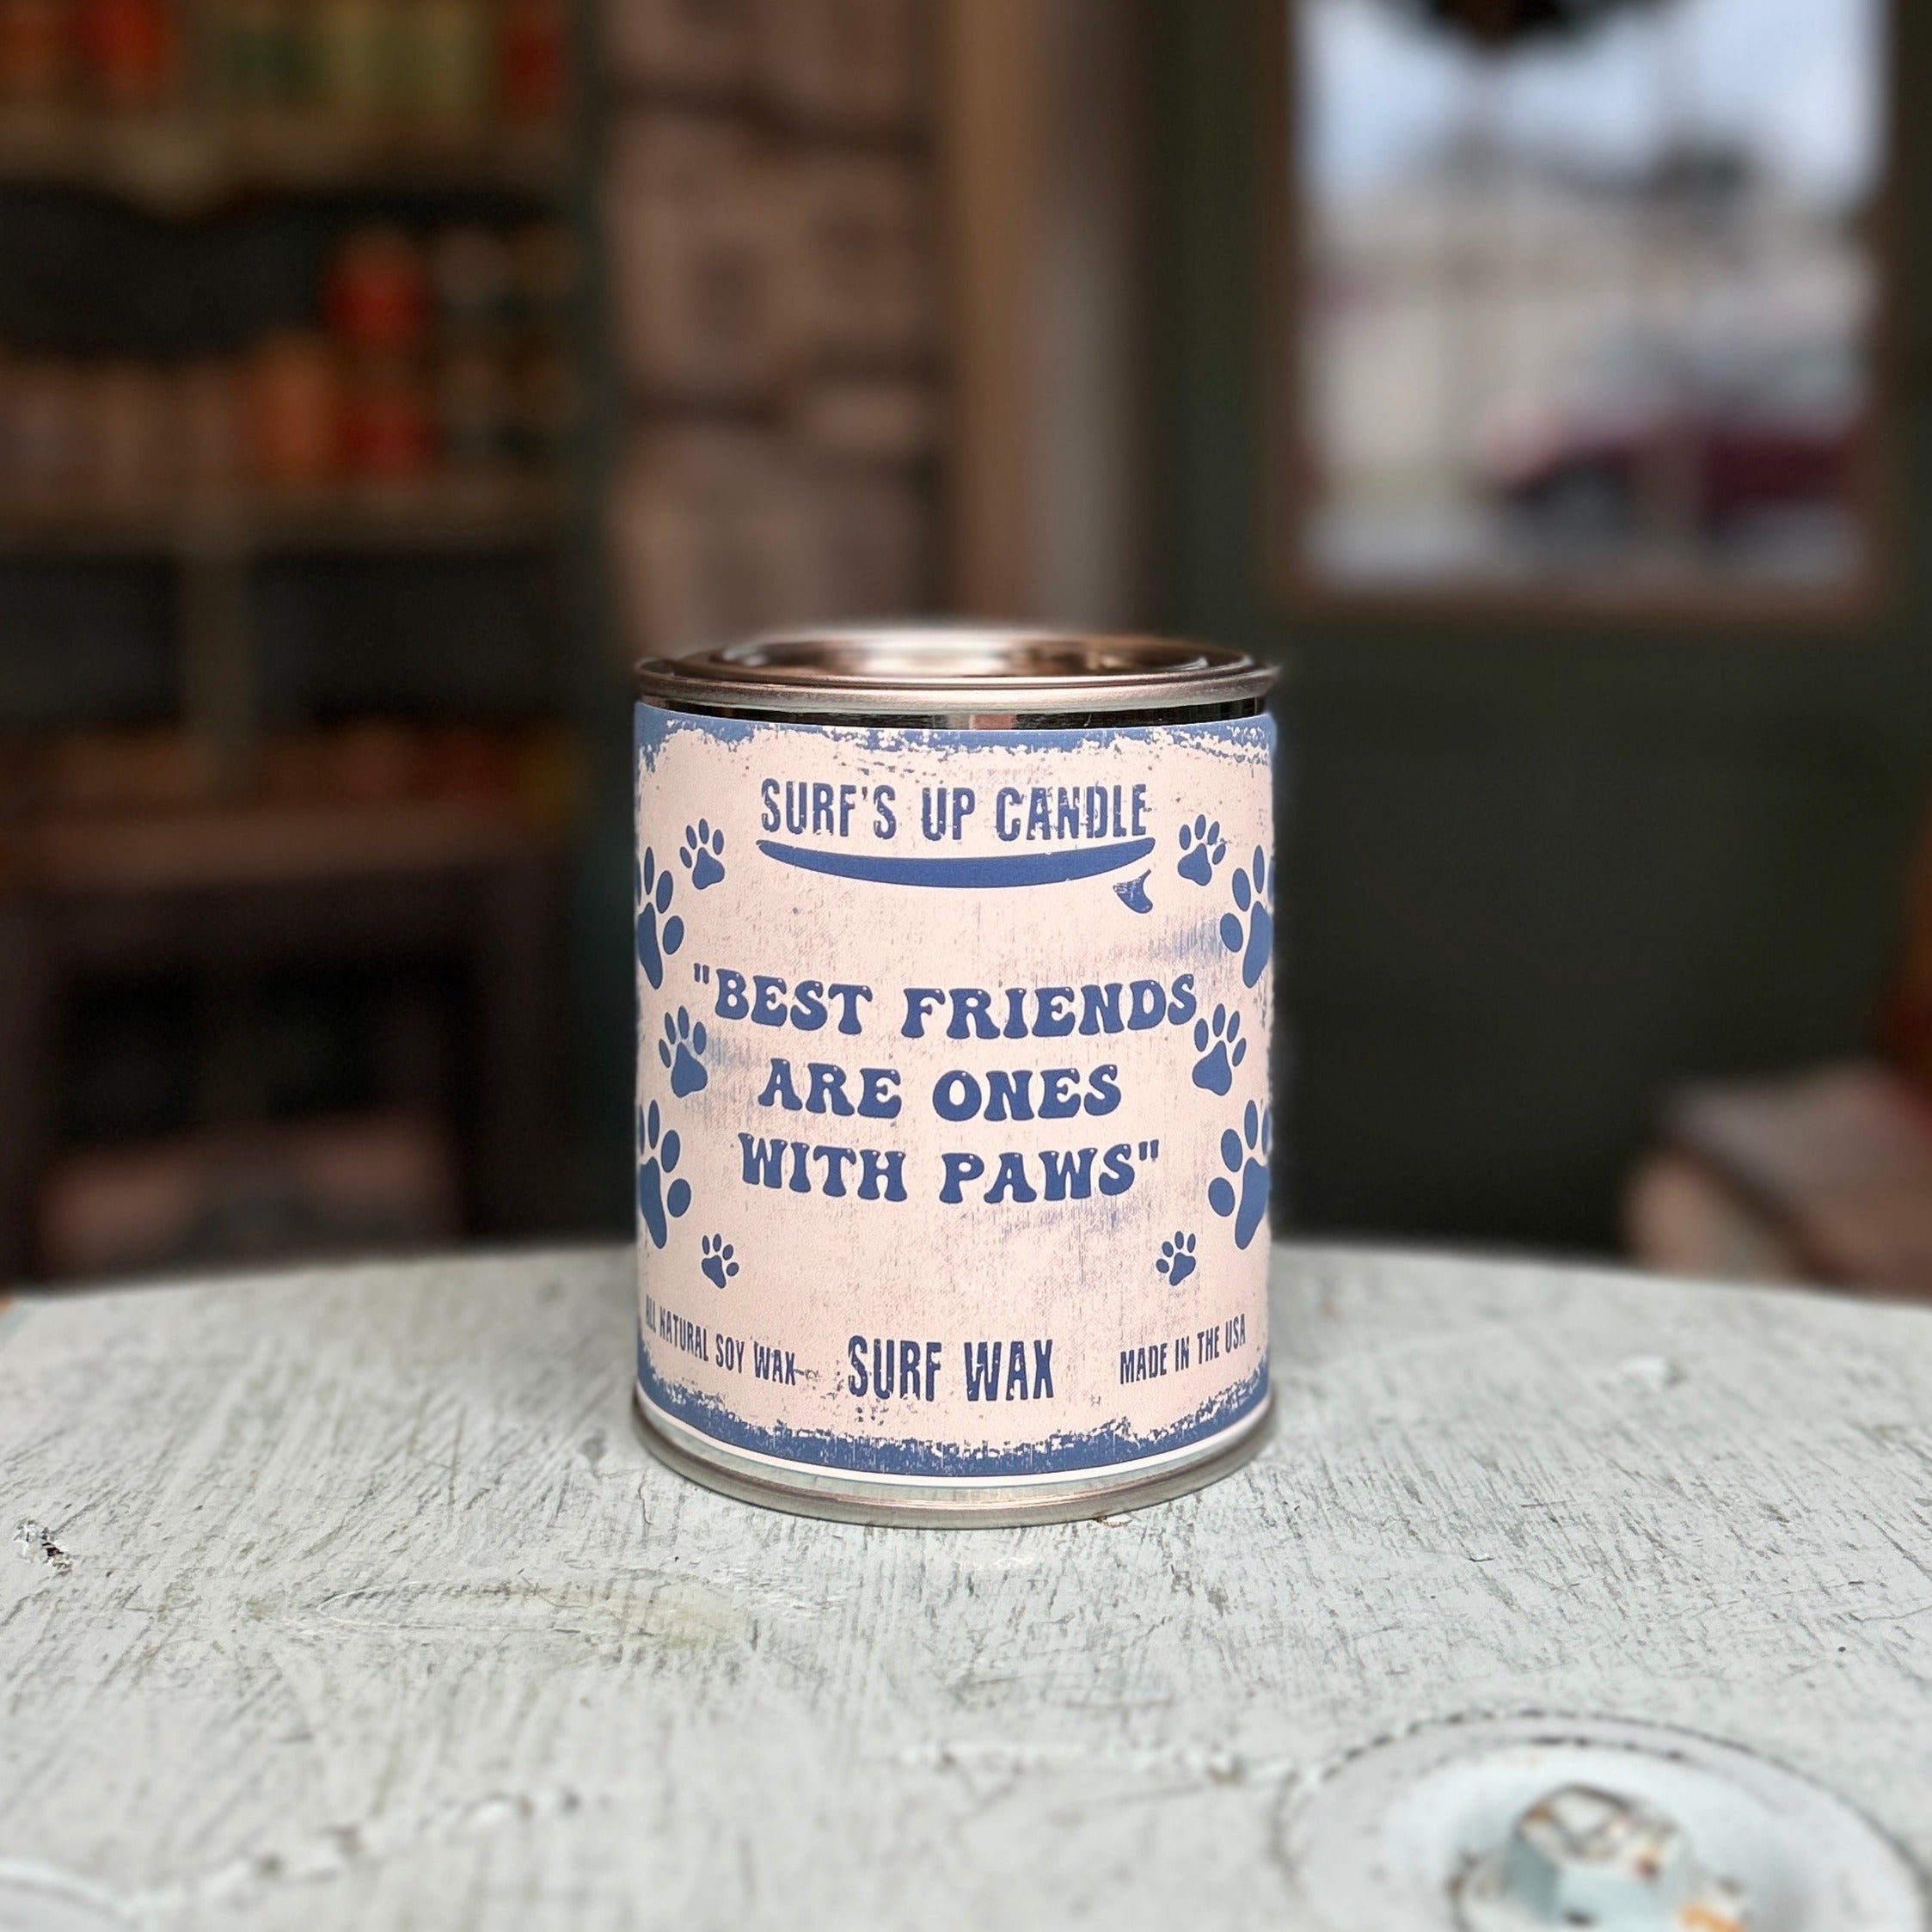 SURF'S UP CANDLE
"BEST FRIENDS
ARE ONES
WITH PAWS"
ALL NATURAL SOY WAX
SURF WAX
MADE IN THE USA